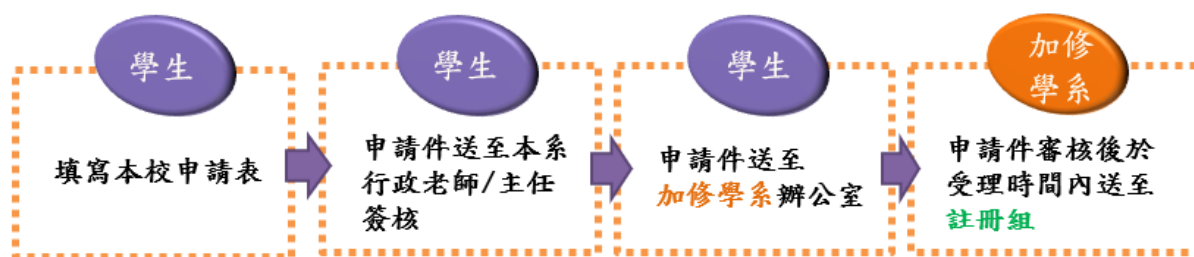 學生
填寫本校申請表
學生
申請件送至本系
行政老師/主任
簽核
學生
申請件送至
加修學系辦公室
加修
學系
申請件審核後於
受理時間內送至
註冊組